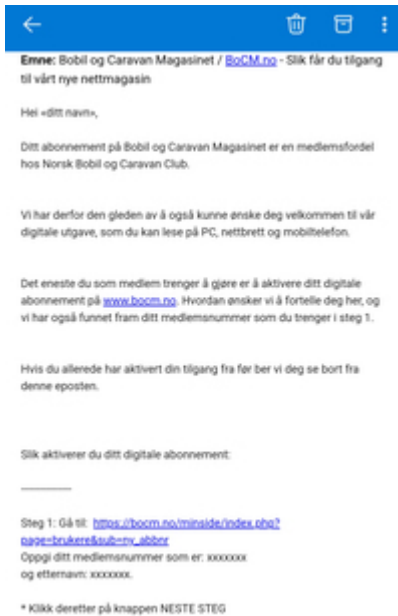 Emne: Bobil og Caravan Magasinet / BoCM.no - Slik får du tilgang
til vårt nye nettmagasin
Hei «ditt navn»,
Ditt abonnement på Bobil og Caravan Magasinet er en medlemsfordel
hos Norsk Bobil og Caravan Club.
Vi har derfor den gleden av å også kunne ønske deg velkommen til vår
digitale utgave, som du kan lese på PC, nettbrett og mobiltelefon.
Det eneste du som medlem trenger å gjøre er å aktivere ditt digitale
abonnement på www.bocm.no. Hvordan ønsker vi å fortelle deg her, og
vi har også funnet fram ditt medlemsnummer som du trenger i steg 1.
Hvis du allerede har aktivert din tilgang fra før ber vi deg se bort fra
denne eposten.
Slik aktiverer du ditt digitale abonnement:
---------------
Steg 1: Gå til: https://bocm.no/minside/index.php?
page=brukere&sub=ny_abbnr
Oppgi ditt medlemsnummer som er: xxxxxxx
og etternavn: xxxxxxx.
* Klikk deretter på knappen NESTE STEG